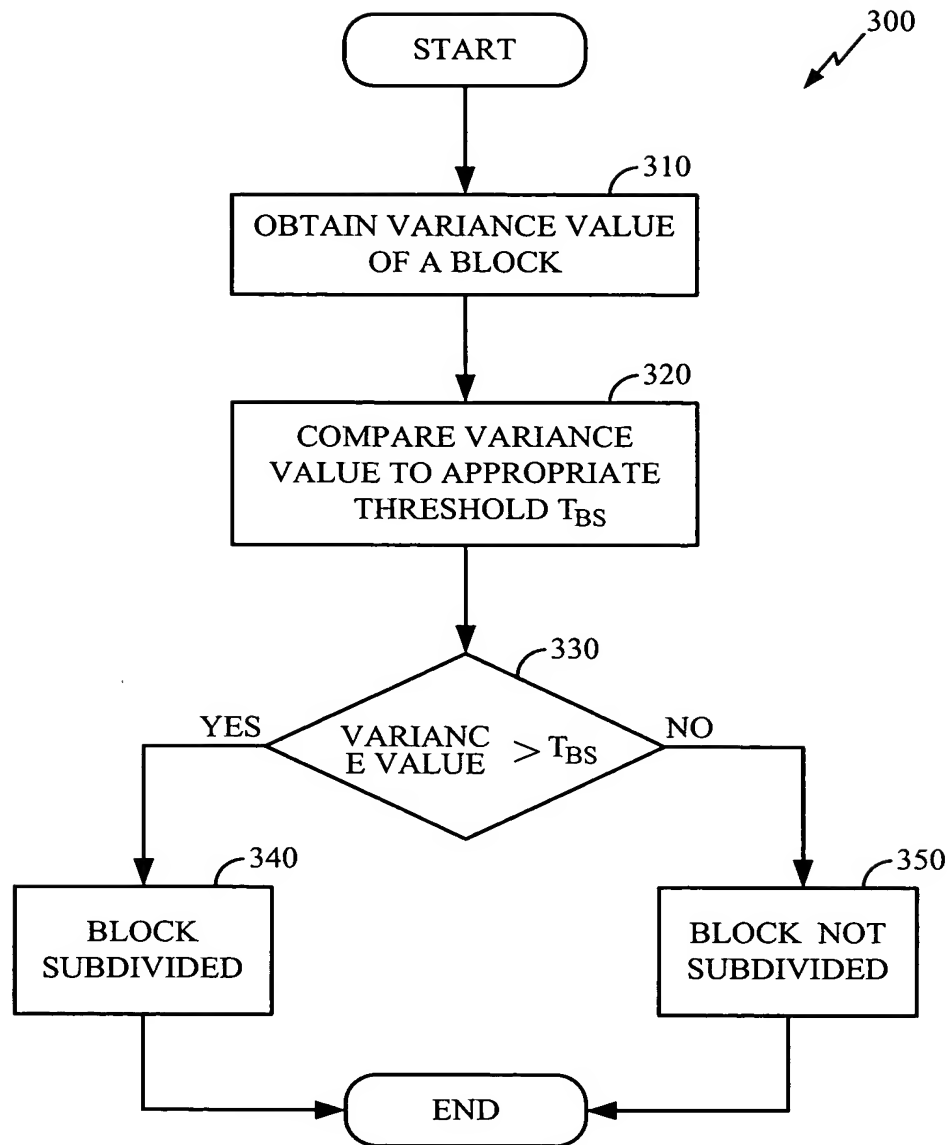 START
300
310
OBTAIN VARIANCE VALUE
OF A BLOCK
320
COMPARE VARIANCE
VALUE TO APPROPRIATE
THRESHOLD TBS
330
YES
VARIANC
E VALUE > TBS
NO
340
BLOCK
SUBDIVIDED
350
BLOCK NOT
SUBDIVIDED
END